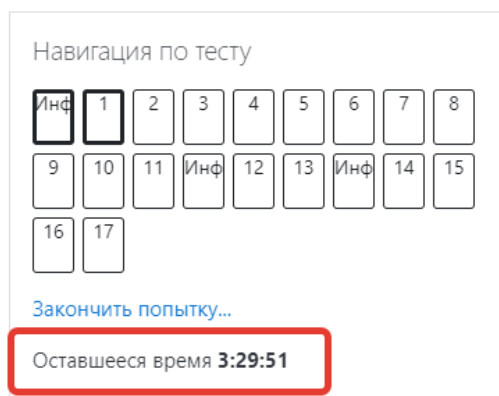 Навигация по тесту
Инф 1 2 3 4 5 6 7 8
9 10 11 Инф 12 13 Инф 14 15
16 17
Закончить попытку...
Оставшееся время 3:29:51